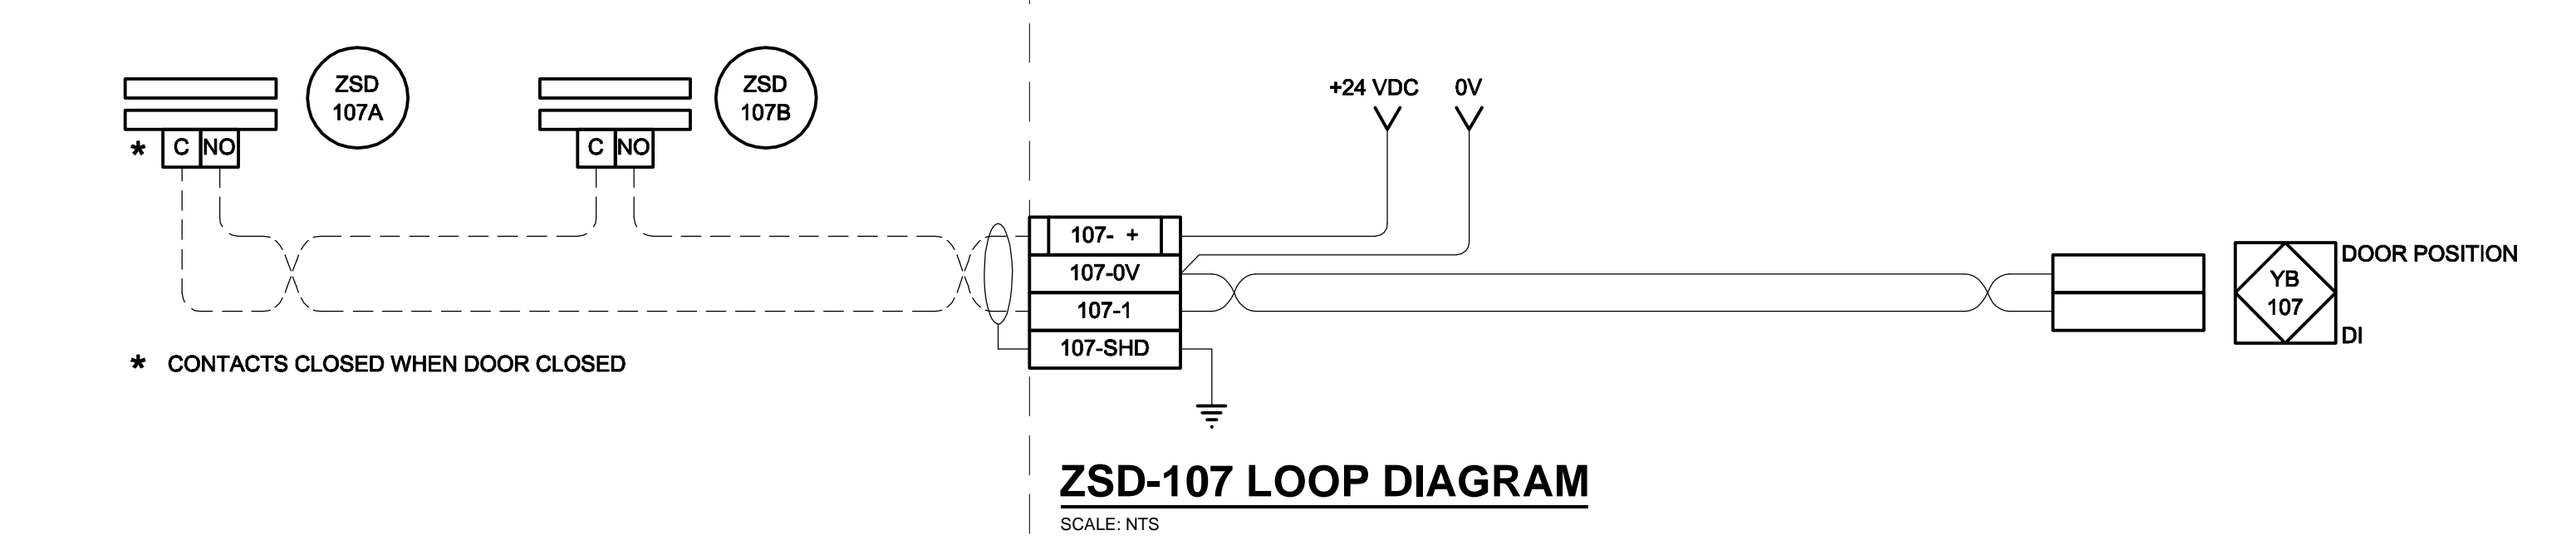 ZSD
107A
* C NO
ZSD
107B
C NO
+24 VDC 0V
107- +
107-0V
107-1
107-SHD
DOOR POSITION
YB
107
DI
* CONTACTS CLOSED WHEN DOOR CLOSED
ZSD-107 LOOP DIAGRAM
SCALE: NTS